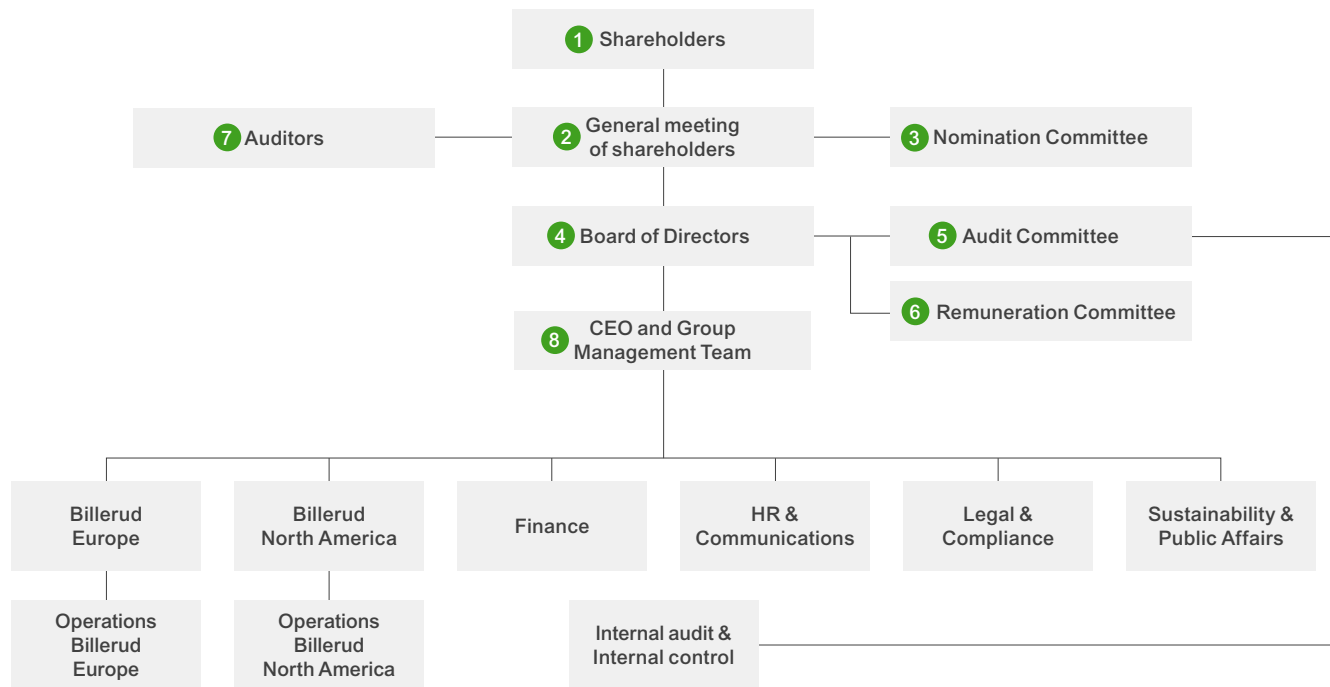 1 Shareholders
7 Auditors
2 General meeting
of shareholders
3 Nomination Committee
4 Board of Directors
5 Audit Committee
6 Remuneration Committee
8 CEO and Group
Management Team
Billerud
Europe
Billerud
North America
Finance
HR &
Communications
Legal &
Compliance
Sustainability &
Public Affairs
Operations
Billerud
Europe
Operations
Billerud
North America
Internal audit &
Internal control